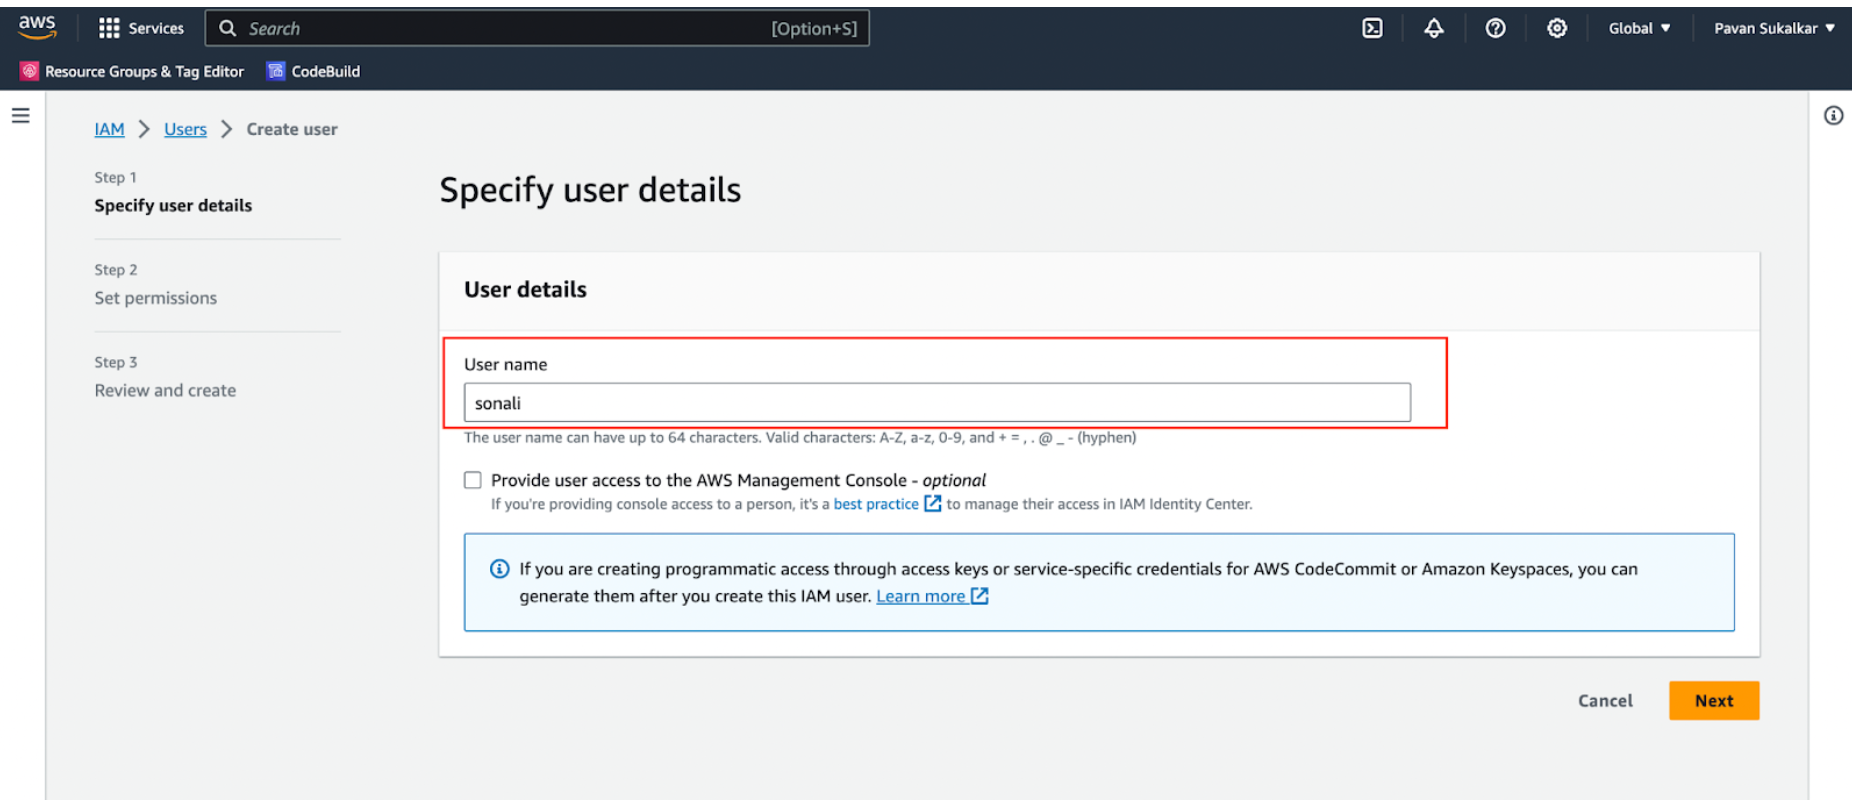 aws
Services
Search [Option+S]
Global ▼
Pavan Sukalkar ▼
Resource Groups & Tag Editor
CodeBuild
IAM > Users > Create user
Step 1
Specify user details
Step 2
Set permissions
Step 3
Review and create
Specify user details
User details
User name
sonali
The user name can have up to 64 characters. Valid characters: A-Z, a-z, 0-9, and + = , . @ _ - (hyphen)
Provide user access to the AWS Management Console - optional
If you're providing console access to a person, it's a best practice to manage their access in IAM Identity Center.
If you are creating programmatic access through access keys or service-specific credentials for AWS CodeCommit or Amazon Keyspaces, you can
generate them after you create this IAM user. Learn more
Cancel
Next